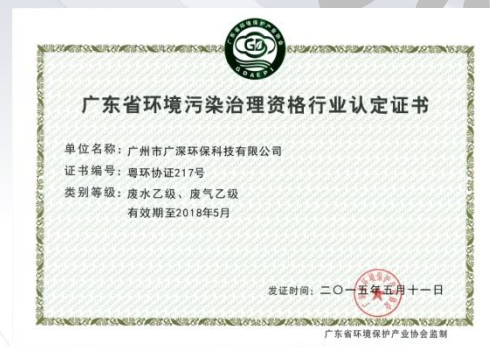 GDAEPI
广东省环境污染治理资格行业认定证书
单位名称：广州市广深环保科技有限公司
证书编号：粤环协证217号
类别等级：废水乙级、废气乙级
有效期至2018年5月
发证时间：二〇一五年五月十一日
广东省环境保护产业协会监制